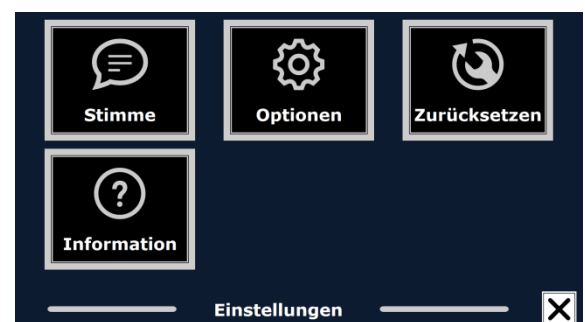 Stimme
Optionen
Zurücksetzen
Information
Einstellungen